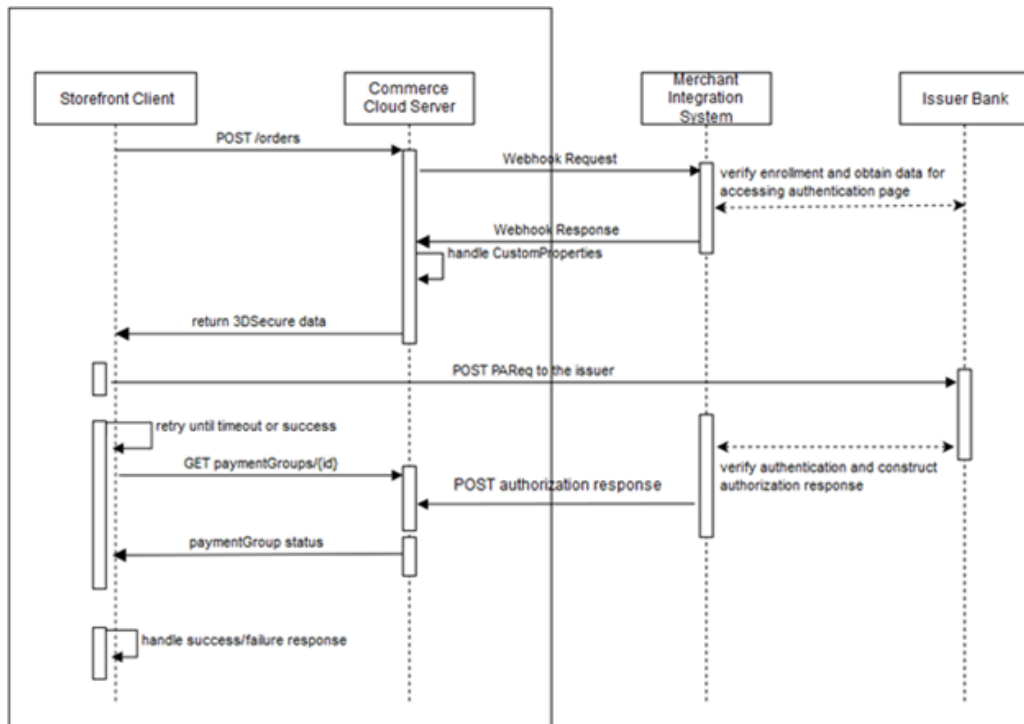 Storefront Client
Commerce
Cloud Server
Merchant
Integration
System
Issuer Bank
POST /orders
Webhook Request
verify enrollment and obtain data for
accessing authentication page
Webhook Response
handle CustomProperties
return 3DSecure data
POST PAReq to the issuer
retry until timeout or success
GET paymentGroups/{id}
verify authentication and construct
authorization response
POST authorization response
paymentGroup status
handle success/failure response